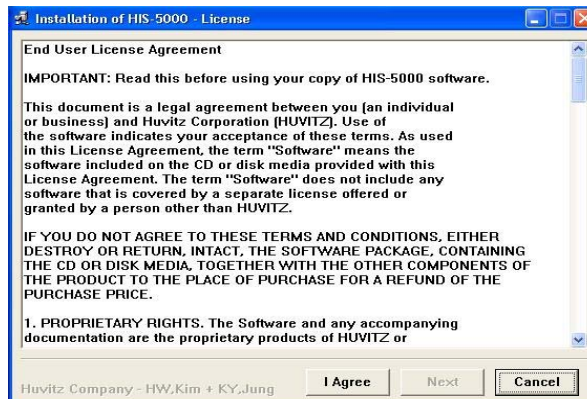 Installation of HIS-5000 - License
End User License Agreement
IMPORTANT: Read this before using your copy of HIS-5000 software.
This document is a legal agreement between you (an individual
or business) and Huvitz Corporation (HUVITZ). Use of
the software indicates your acceptance of these terms. As used
in this License Agreement, the term "Software" means the
software included on the CD or disk media provided with this
License Agreement. The term "Software" does not include any
software that is covered by a separate license offered or
granted by a person other than HUVITZ.
IF YOU DO NOT AGREE TO THESE TERMS AND CONDITIONS, EITHER
DESTROY OR RETURN, INTACT, THE SOFTWARE PACKAGE, CONTAINING
THE CD OR DISK MEDIA, TOGETHER WITH THE OTHER COMPONENTS OF
THE PRODUCT TO THE PLACE OF PURCHASE FOR A REFUND OF THE
PURCHASE PRICE.
1. PROPRIETARY RIGHTS. The Software and any accompanying
documentation are the proprietary products of HUVITZ or
Huvitz Company - HW,Kim + KY,Jung
I Agree
Next
Cancel